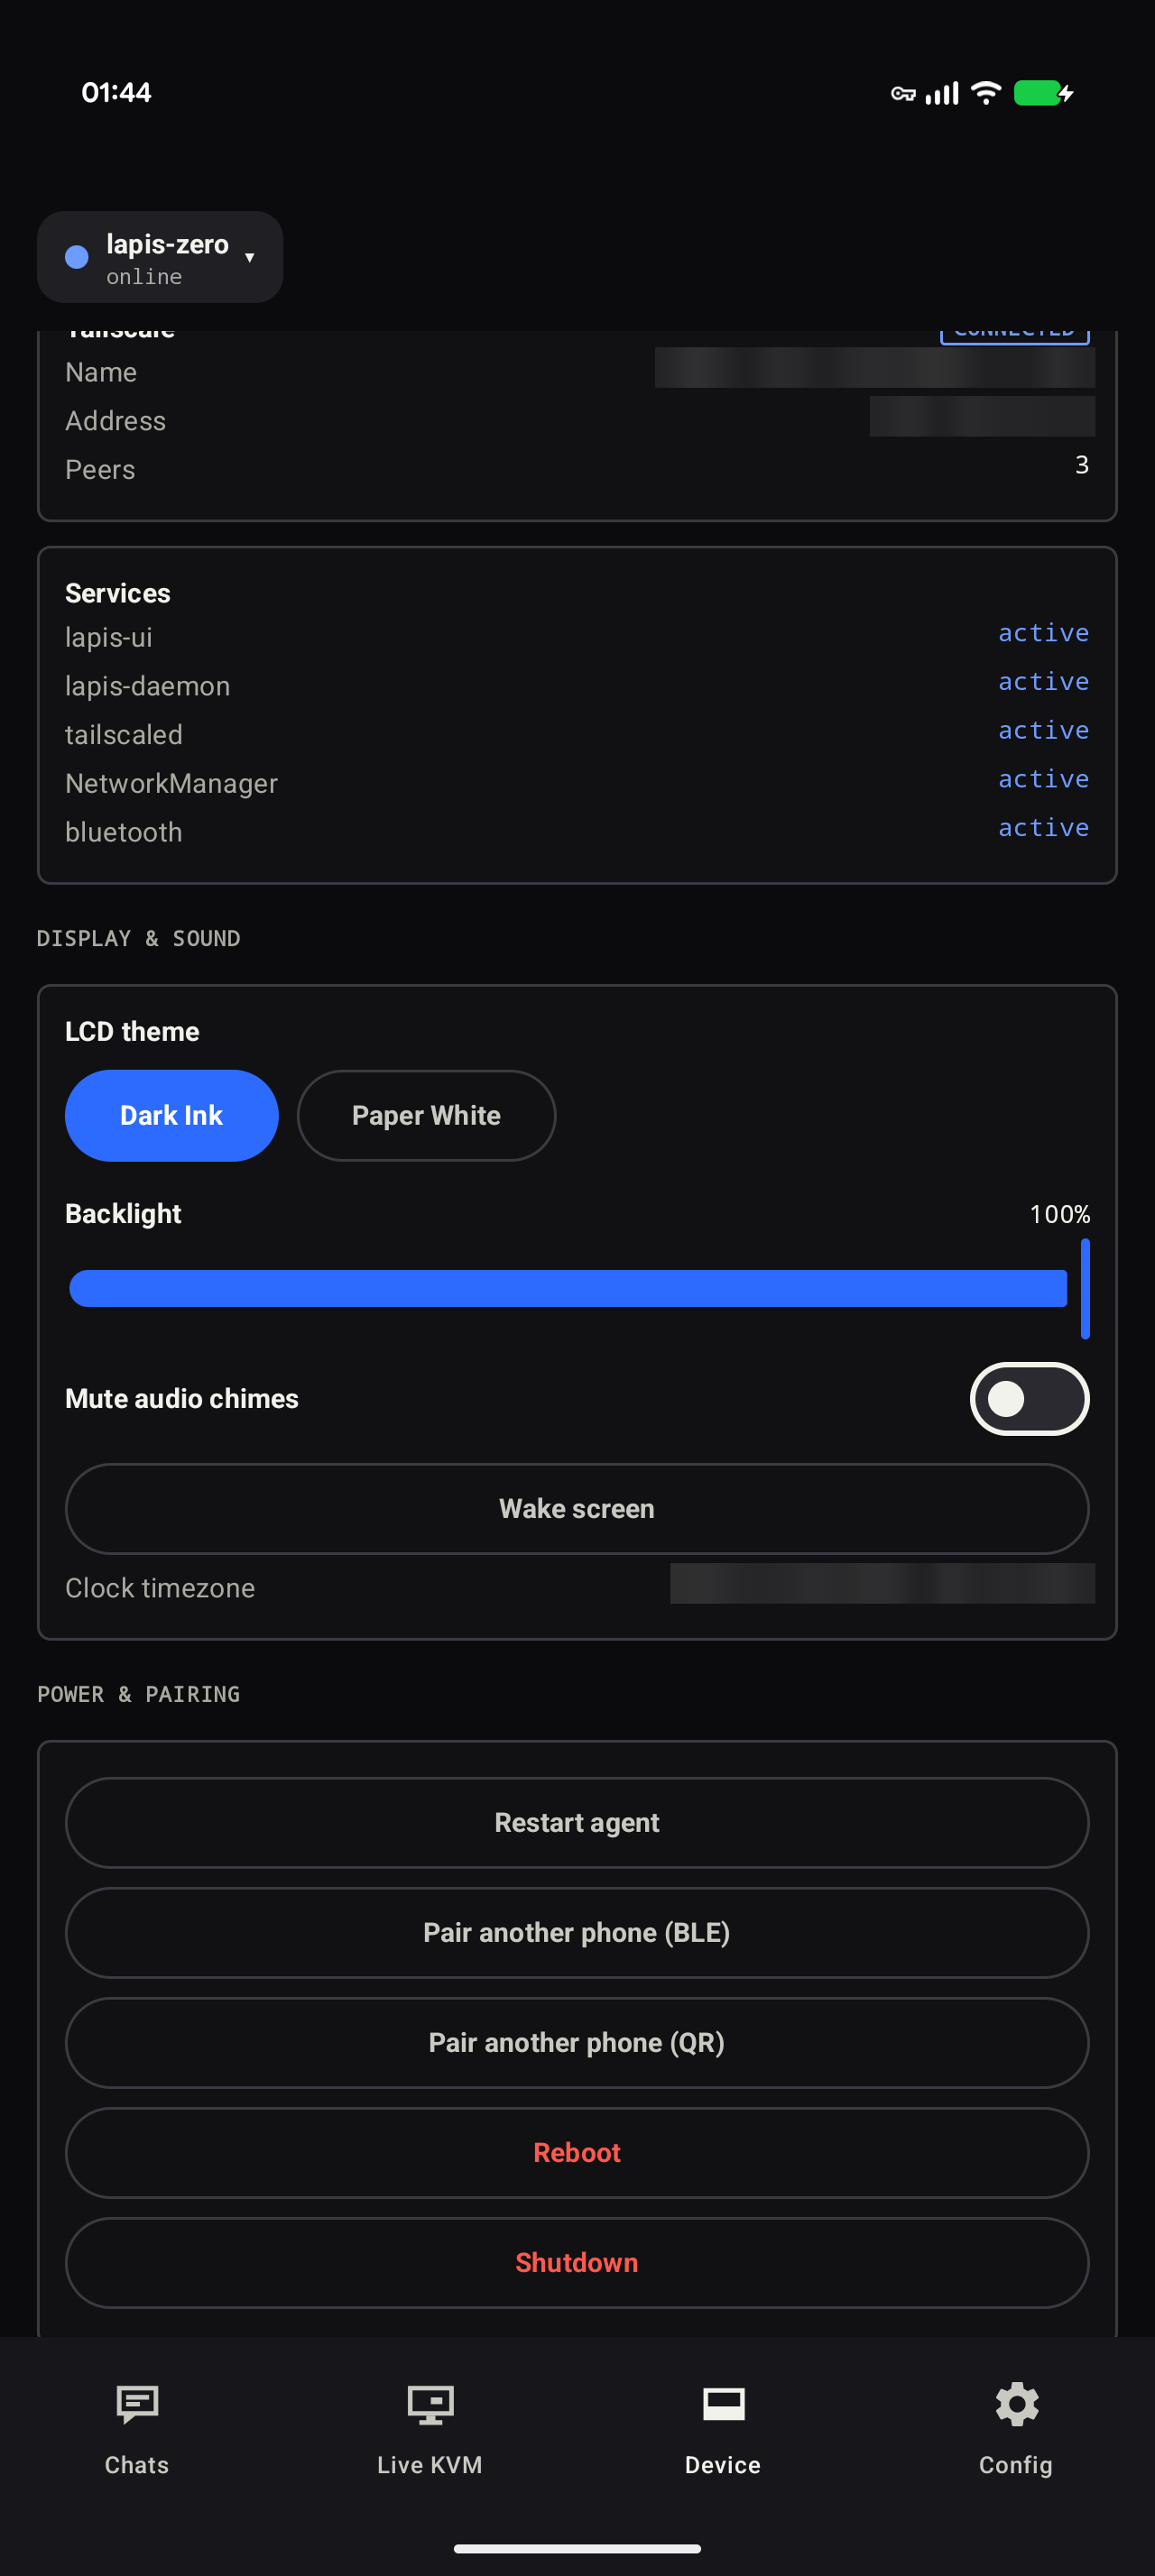 01:44
lapis-zero
online
Tailscale CONNECTED
Name
Address
Peers 3
Services
lapis-ui active
lapis-daemon active
tailscaled active
NetworkManager active
bluetooth active
DISPLAY & SOUND
LCD theme
Dark Ink Paper White
Backlight 100%
Mute audio chimes
Wake screen
Clock timezone
POWER & PAIRING
Restart agent
Pair another phone (BLE)
Pair another phone (QR)
Reboot
Shutdown
Chats Live KVM Device Config